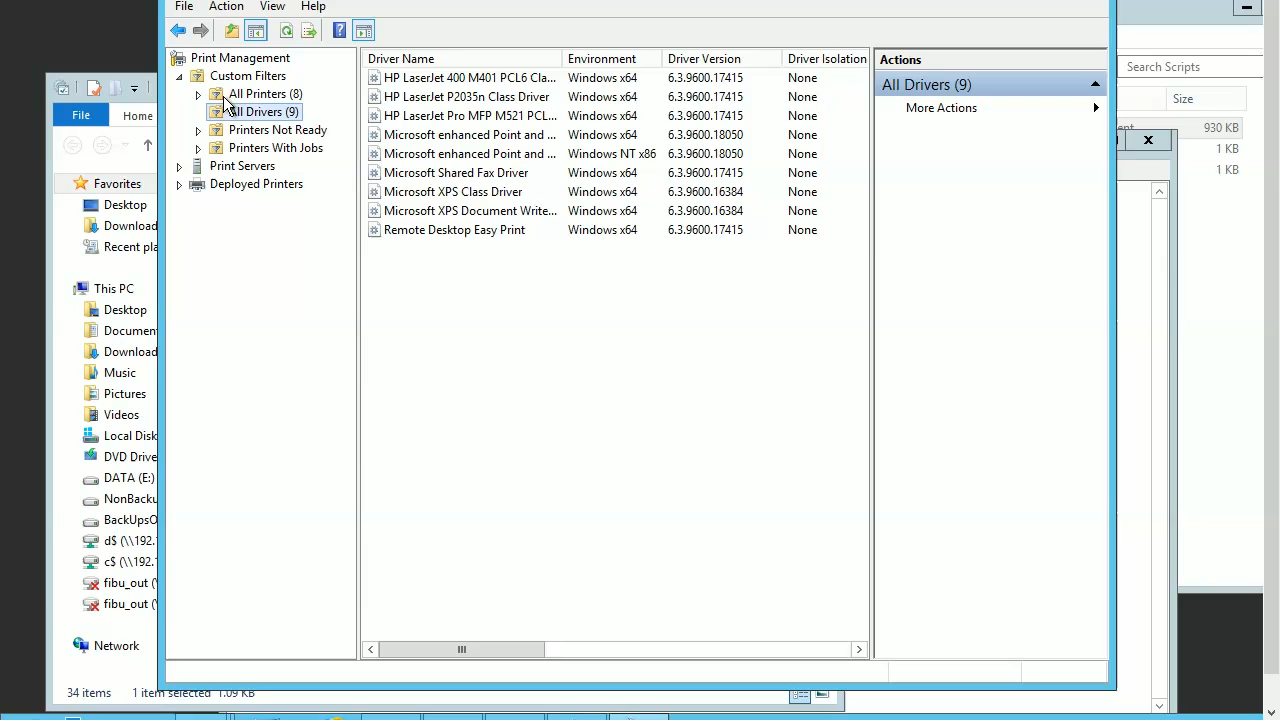 File Action View Help
Print Management
Custom Filters
All Printers (8)
All Drivers (9)
Printers Not Ready
Printers With Jobs
Print Servers
Deployed Printers
Driver Name Environment Driver Version Driver Isolation
HP LaserJet 400 M401 PCL6 Cla... Windows x64 6.3.9600.17415 None
HP LaserJet P2035n Class Driver Windows x64 6.3.9600.17415 None
HP LaserJet Pro MFP M521 PCL... Windows x64 6.3.9600.17415 None
Microsoft enhanced Point and ... Windows x64 6.3.9600.18050 None
Microsoft enhanced Point and ... Windows NT x86 6.3.9600.18050 None
Microsoft Shared Fax Driver Windows x64 6.3.9600.17415 None
Microsoft XPS Class Driver Windows x64 6.3.9600.16384 None
Microsoft XPS Document Write... Windows x64 6.3.9600.16384 None
Remote Desktop Easy Print Windows x64 6.3.9600.17415 None
Actions
All Drivers (9)
More Actions
File Home
Favorites
Desktop
Download
Recent pla
This PC
Desktop
Document
Download
Music
Pictures
Videos
Local Disk
DVD Drive
DATA (E:)
NonBacku
BackUpsO
d$ (\\192.
c$ (\\192.
fibu_out (
fibu_out (
Network
34 items 1 item selected 1.09 KB
Search Scripts
Size
930 KB
1 KB
1 KB